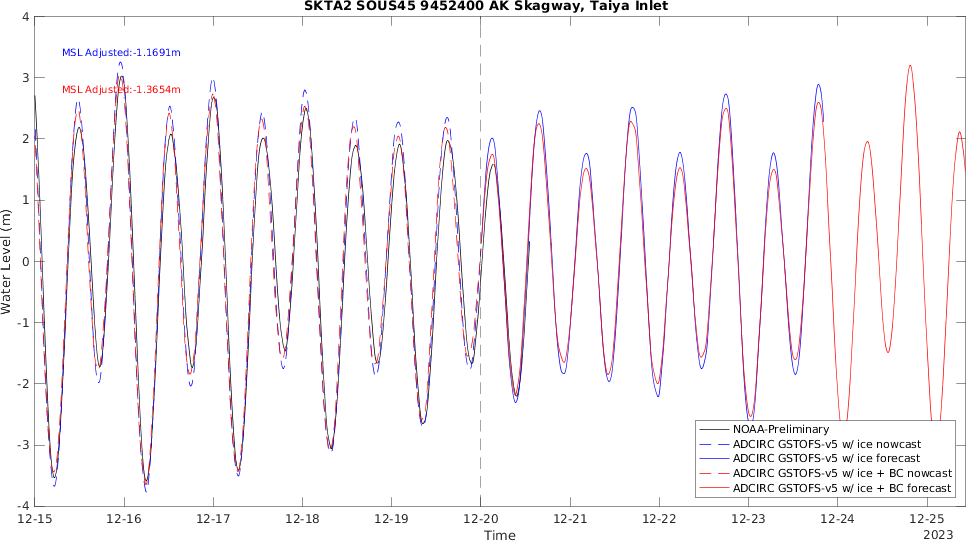 SKTA2 SOUS45 9452400 AK Skagway, Taiya Inlet
MSL Adjusted:-1.1691m
MSL Adjusted:-1.3654m
Water Level (m)
4
3
2
1
0
-1
-2
-3
-4
NOAA-Preliminary
ADCIRC GSTOFS-v5 w/ ice nowcast
ADCIRC GSTOFS-v5 w/ ice forecast
ADCIRC GSTOFS-v5 w/ ice + BC nowcast
ADCIRC GSTOFS-v5 w/ ice + BC forecast
12-15 12-16 12-17 12-18 12-19 12-20 12-21 12-22 12-23 12-24 12-25
Time
2023